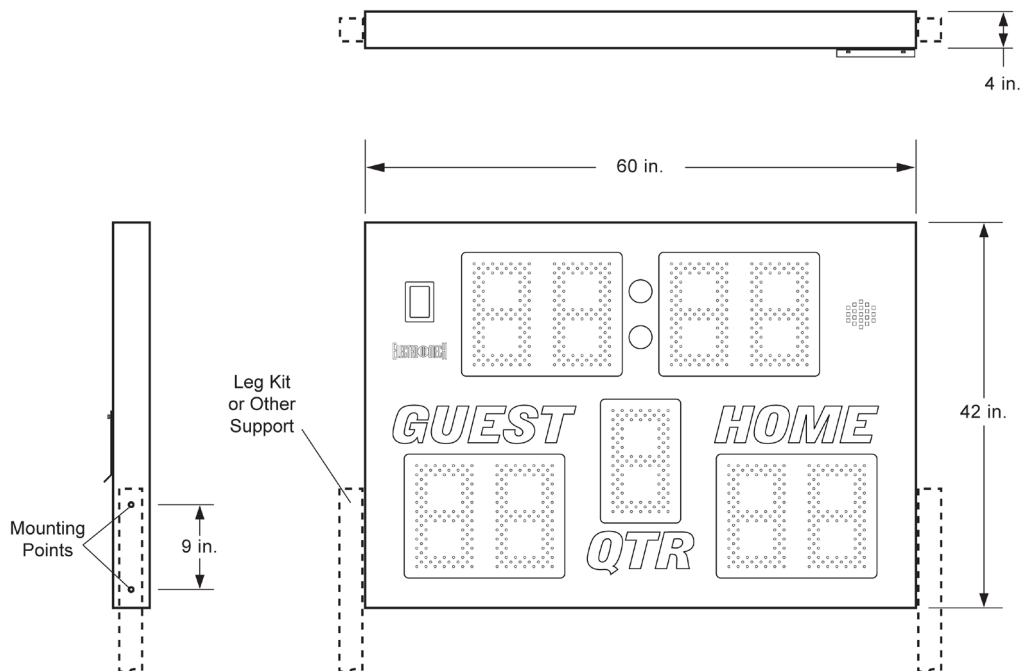 4 in.
60 in.
Leg Kit
or Other
Support
GUEST
HOME
42 in.
Mounting
Points
9 in.
QTR